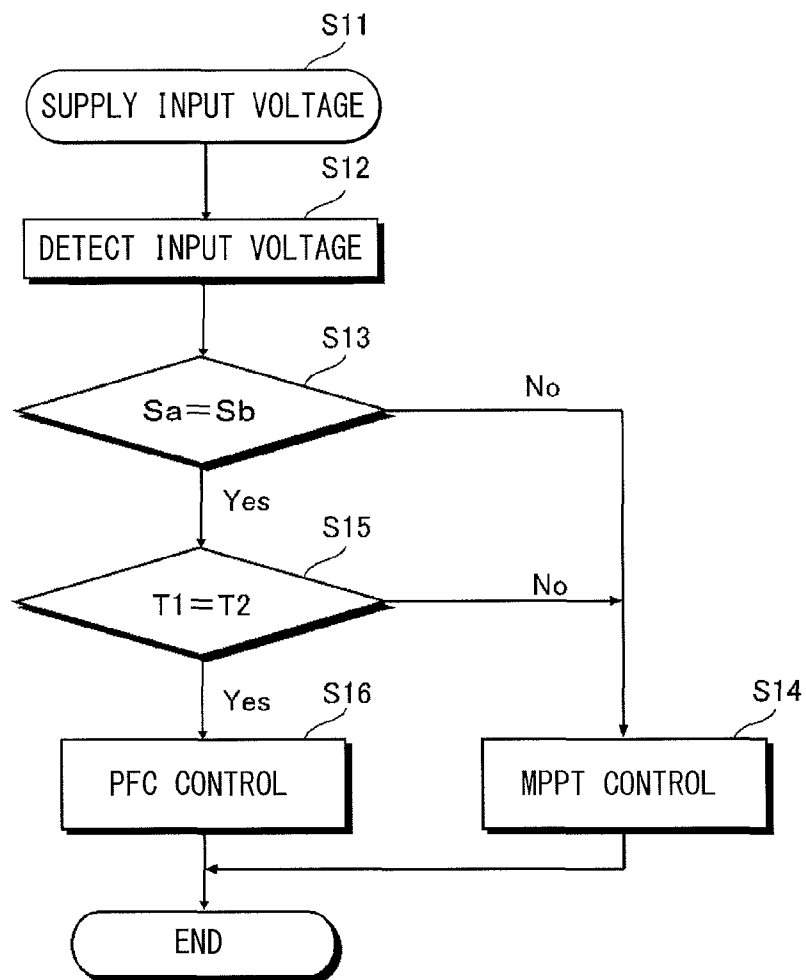 S11
SUPPLY INPUT VOLTAGE
S12
DETECT INPUT VOLTAGE
S13
Sa=Sb
No
Yes
S15
T1=T2
No
Yes
S16
S14
PFC CONTROL
MPPT CONTROL
END